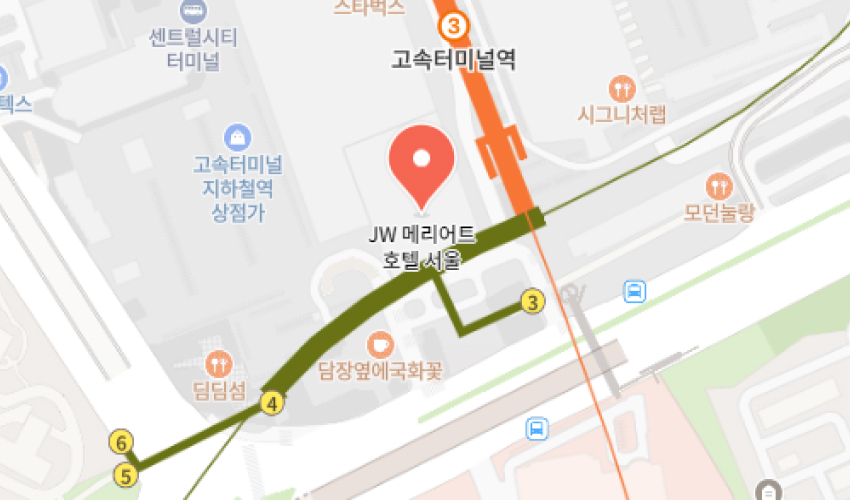 스타벅스
3
고속터미널역
센트럴시티
터미널
시그니처랩
텍스
고속터미널
지하철역
상점가
모던눌랑
JW 메리어트
호텔 서울
3
담장옆에국화꽃
딤딤섬
4
6
5